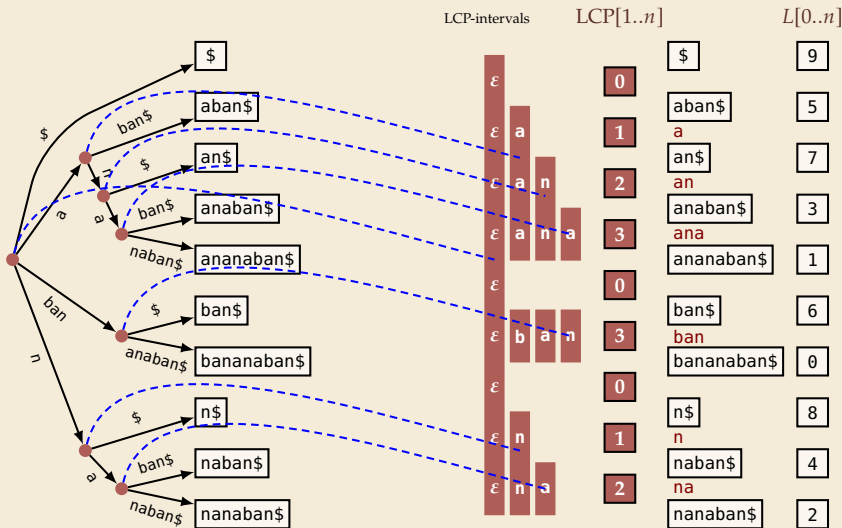 LCP-intervals LCP[1..n] L[0..n]
$ $ 9
ε 0
$ aban$ aban$ 5
ban$ ε a 1 a
n $ an$ an$ 7
ε a n 2 an
a a ban$ anaban$ anaban$ 3
ε a n a 3 ana
naban$ ananaban$ ananaban$ 1
ε 0
ban $ ban$ ban$ 6
ε b a n 3 ban
n anaban$ bananaban$ bananaban$ 0
ε 0
$ n$ n$ 8
ε n 1 n
a ban$ naban$ naban$ 4
ε n a 2 na
naban$ nanaban$ nanaban$ 2